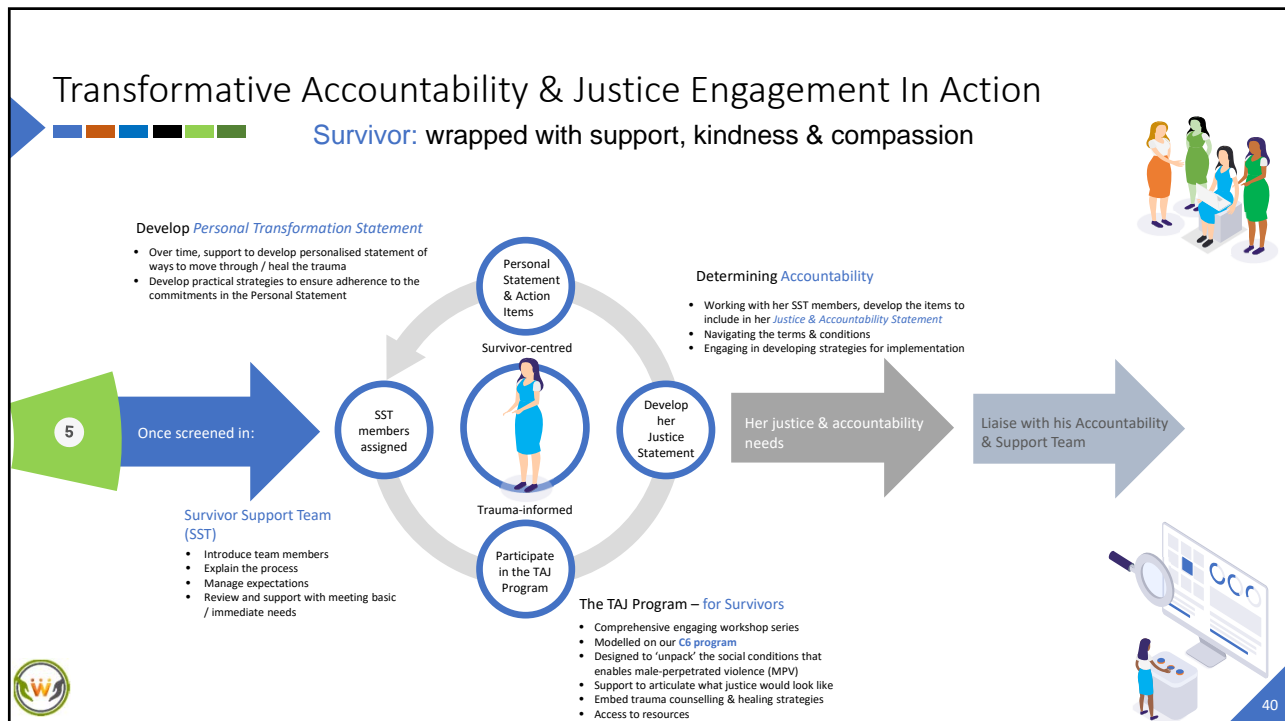 Transformative Accountability & Justice Engagement In Action
Survivor: wrapped with support, kindness & compassion
Develop Personal Transformation Statement
• Over time, support to develop personalised statement of
ways to move through / heal the trauma
• Develop practical strategies to ensure adherence to the
commitments in the Personal Statement
Personal
Statement
& Action
Items
Determining Accountability
• Working with her SST members, develop the items to
include in her Justice & Accountability Statement
• Navigating the terms & conditions
• Engaging in developing strategies for implementation
Survivor-centred
5
Once screened in:
SST
members
assigned
Develop
her
Justice
Statement
Her justice & accountability
needs
Liaise with his Accountability
& Support Team
Trauma-informed
Survivor Support Team
(SST)
• Introduce team members
• Explain the process
• Manage expectations
• Review and support with meeting basic
/ immediate needs
Participate
in the TAJ
Program
The TAJ Program – for Survivors
• Comprehensive engaging workshop series
• Modelled on our C6 program
• Designed to ‘unpack’ the social conditions that
enables male-perpetrated violence (MPV)
• Support to articulate what justice would look like
• Embed trauma counselling & healing strategies
• Access to resources
40